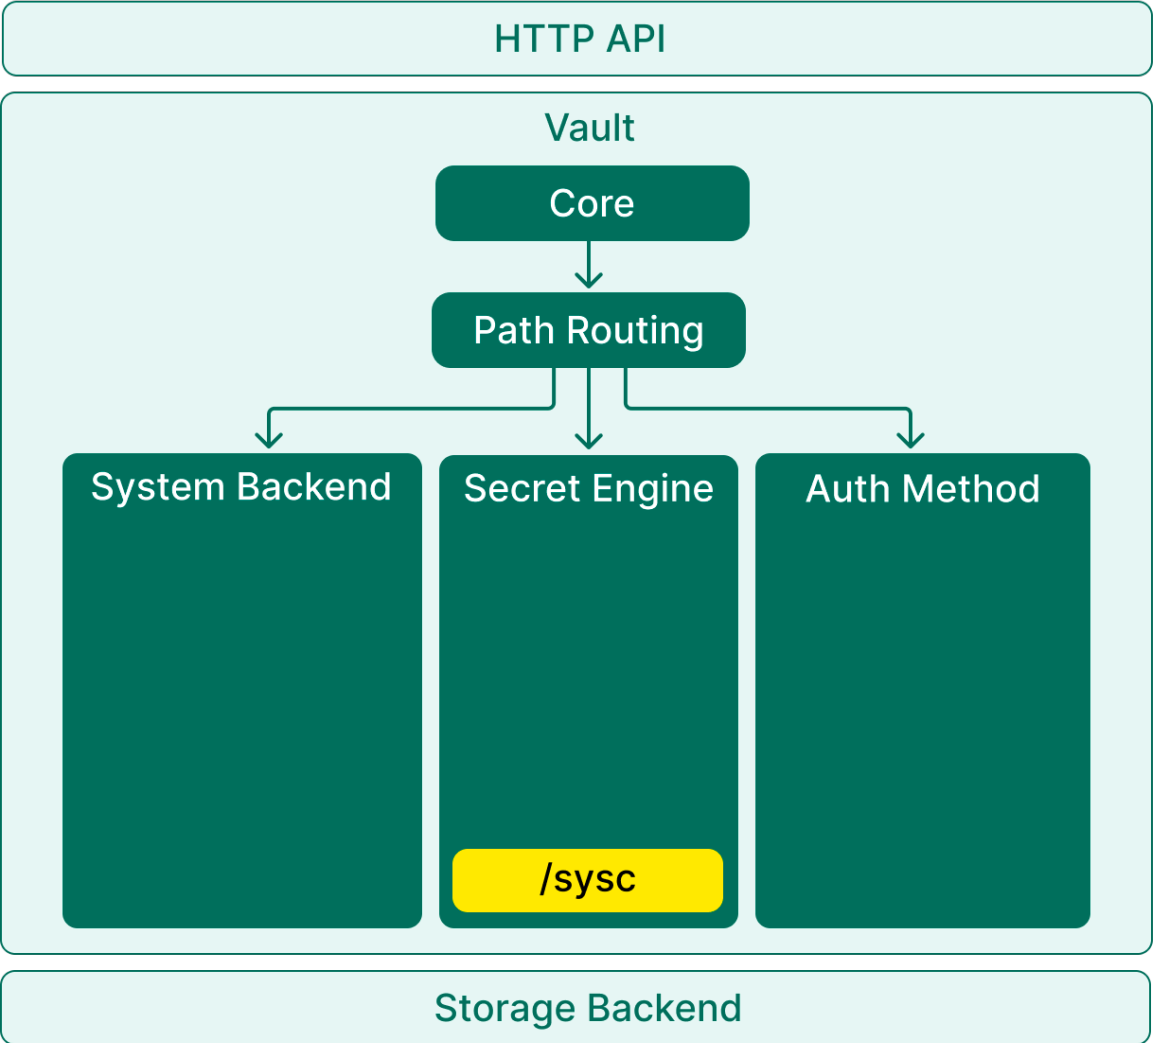 HTTP API
Vault
Core
Path Routing
System Backend
Secret Engine
Auth Method
/sysc
Storage Backend